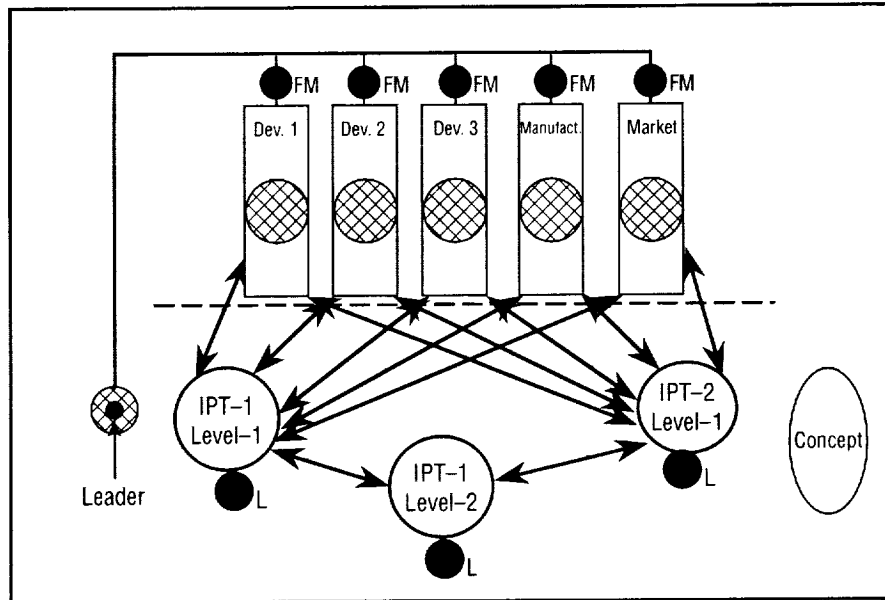 FM FM FM FM FM
Dev. 1 Dev. 2 Dev. 3 Manufact. Market
IPT–1
Level–1
IPT–2
Level–1
Concept
IPT–1
Level–2
Leader
L
L
L